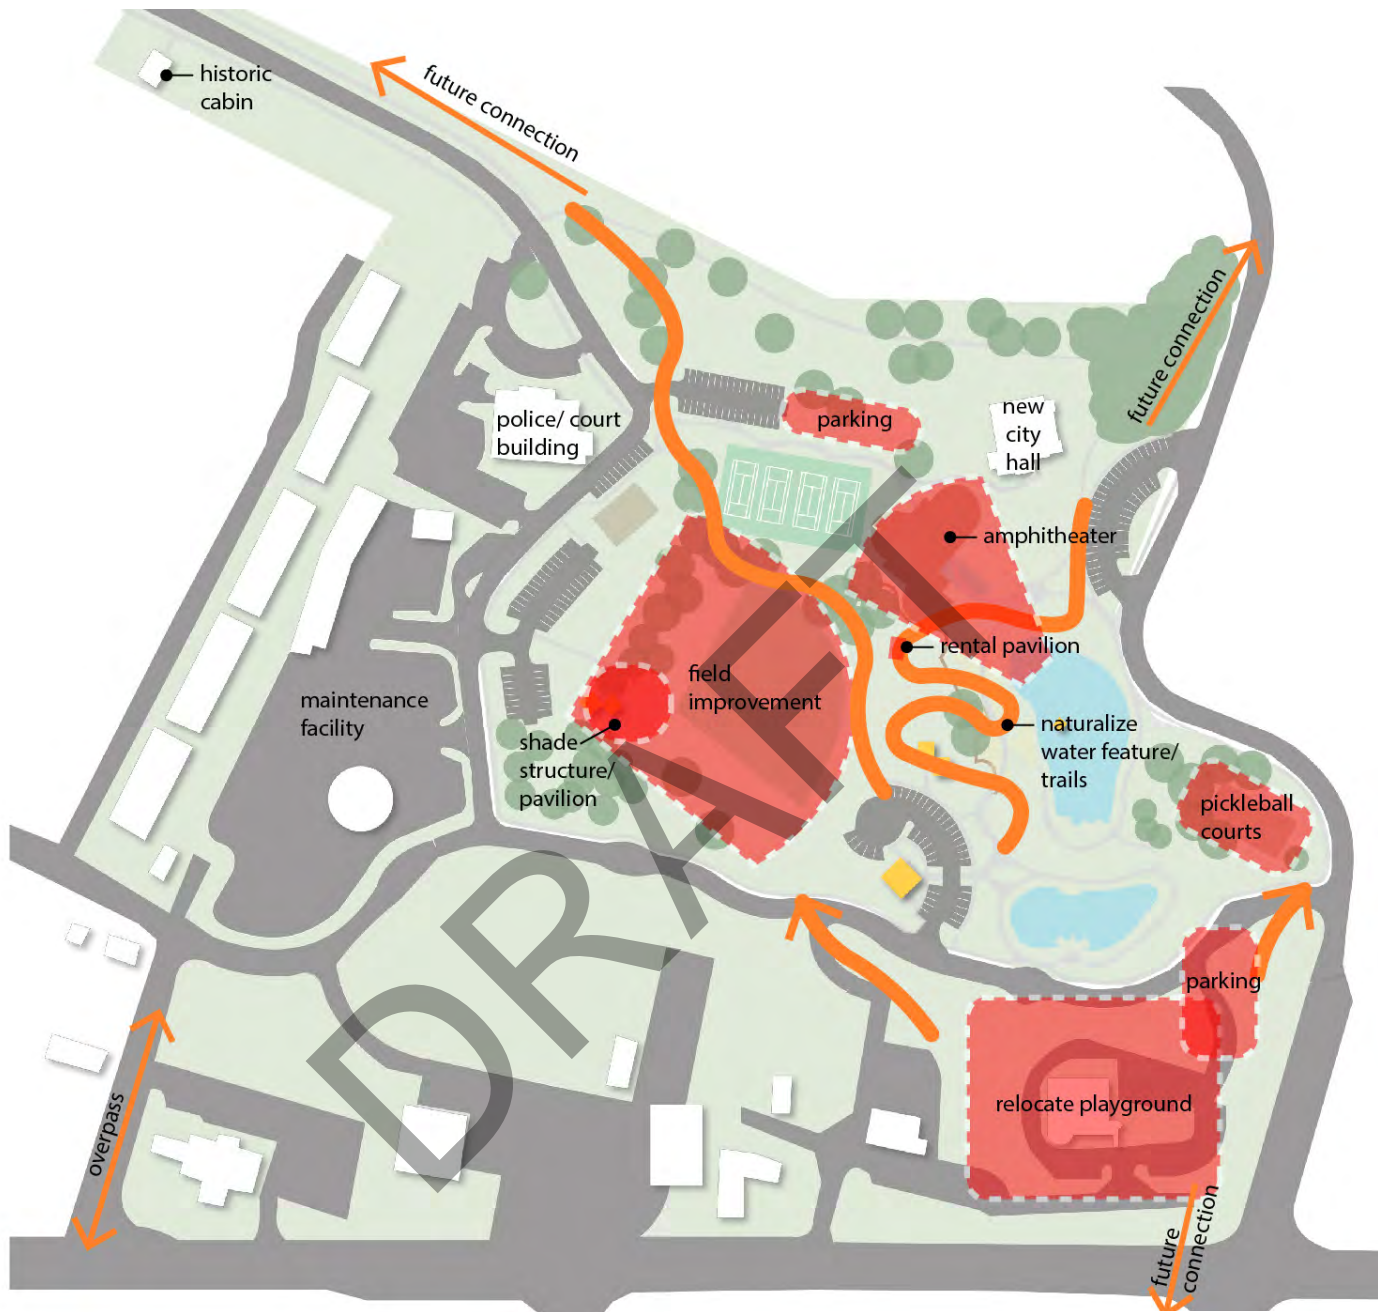 historic
cabin
future connection
future connection
police/ court
building
parking
new
city
hall
amphitheater
rental pavilion
field
improvement
maintenance
facility
shade
structure/
pavilion
naturalize
water feature/
trails
pickleball
courts
parking
relocate playground
overpass
future
connection
DRAFT